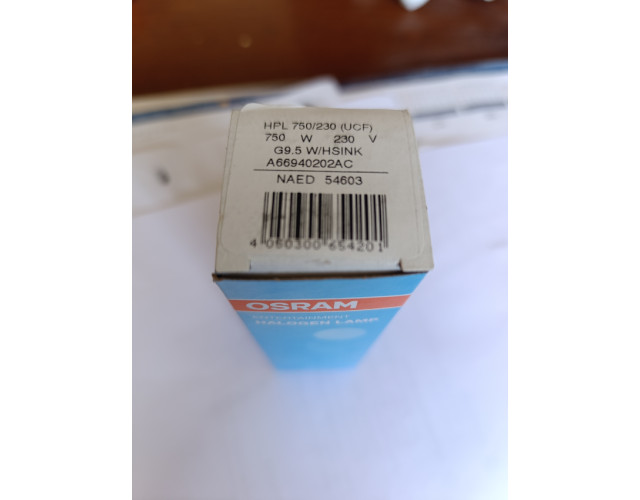 HPL 750/230 (UCF)
750 W 230 V
G9.5 W/HSINK
A66940202AC
NAED 54603
4 050300 654201
OSRAM
ENTERTAINMENT
HALOGEN LAMP